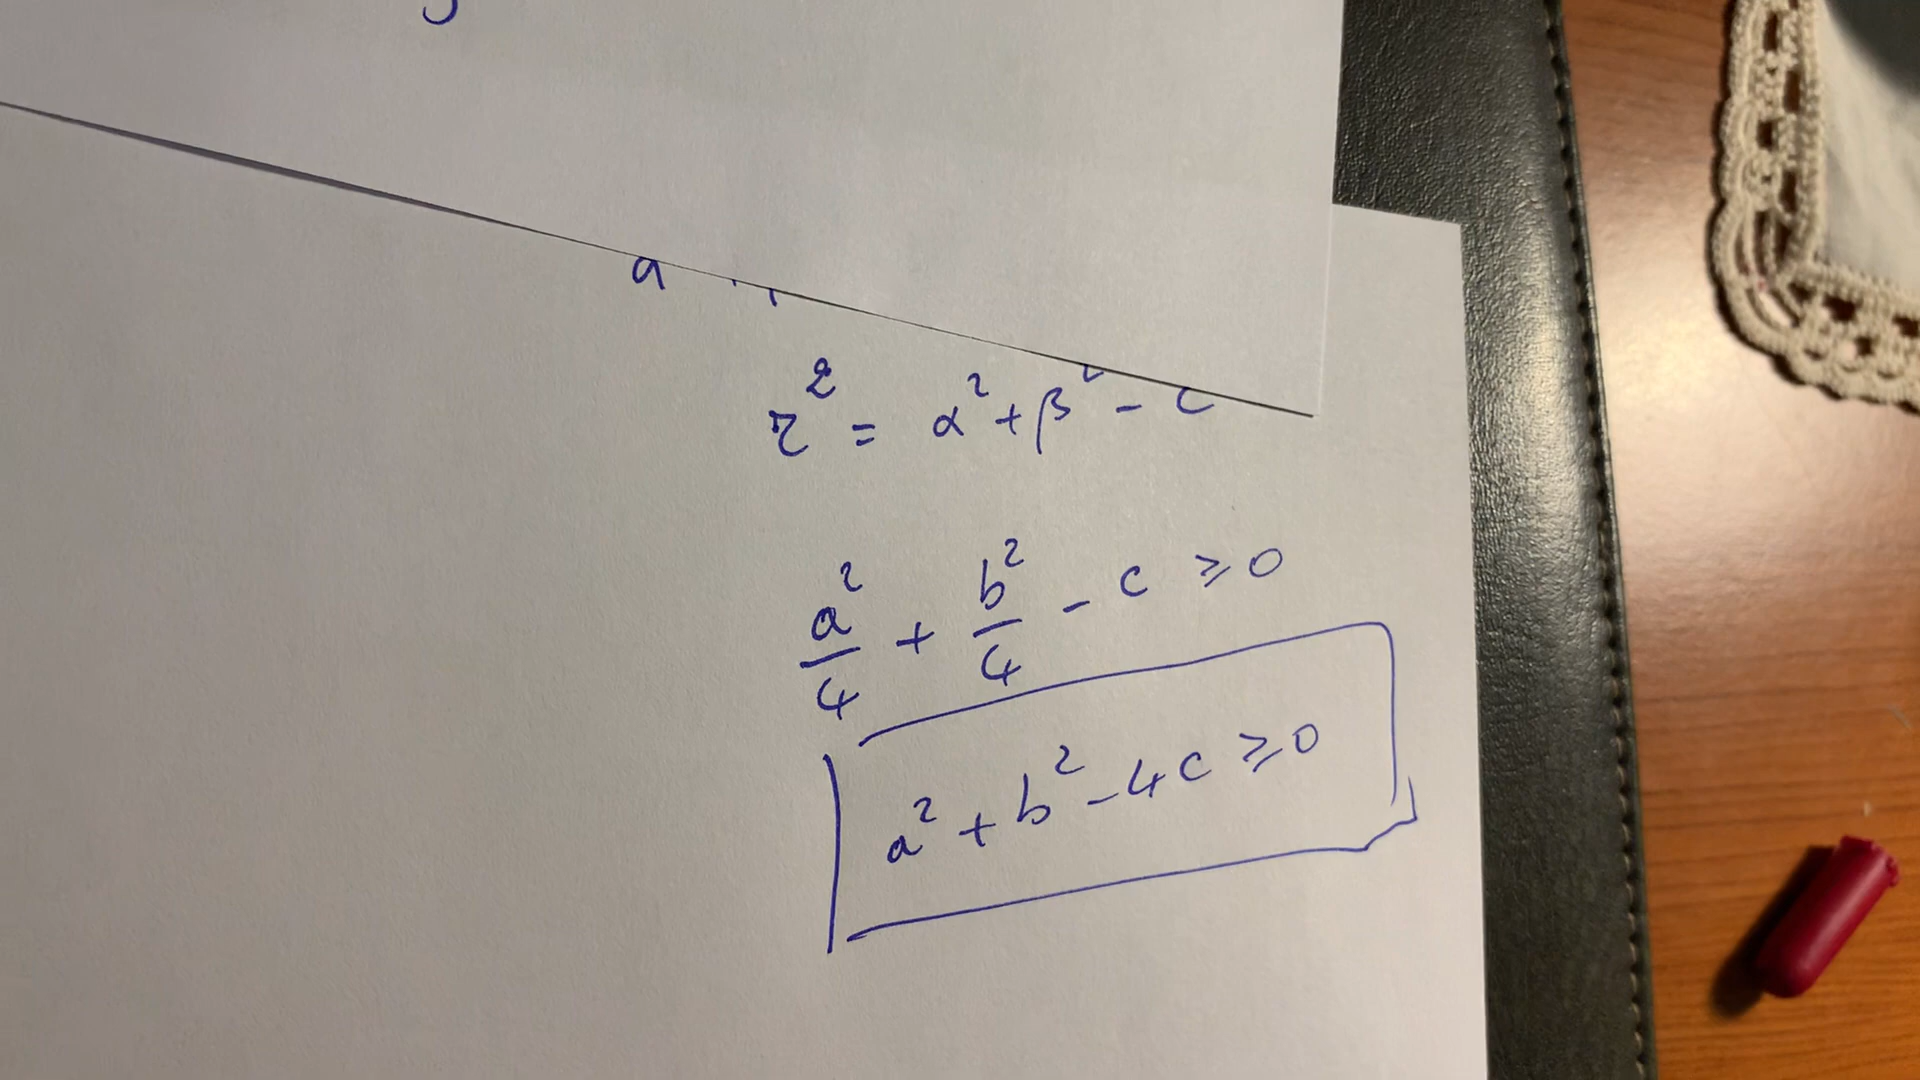 a
r² = α² + β² - c
a²/4 + b²/4 - c ⩾ 0
a² + b² - 4c ⩾ 0